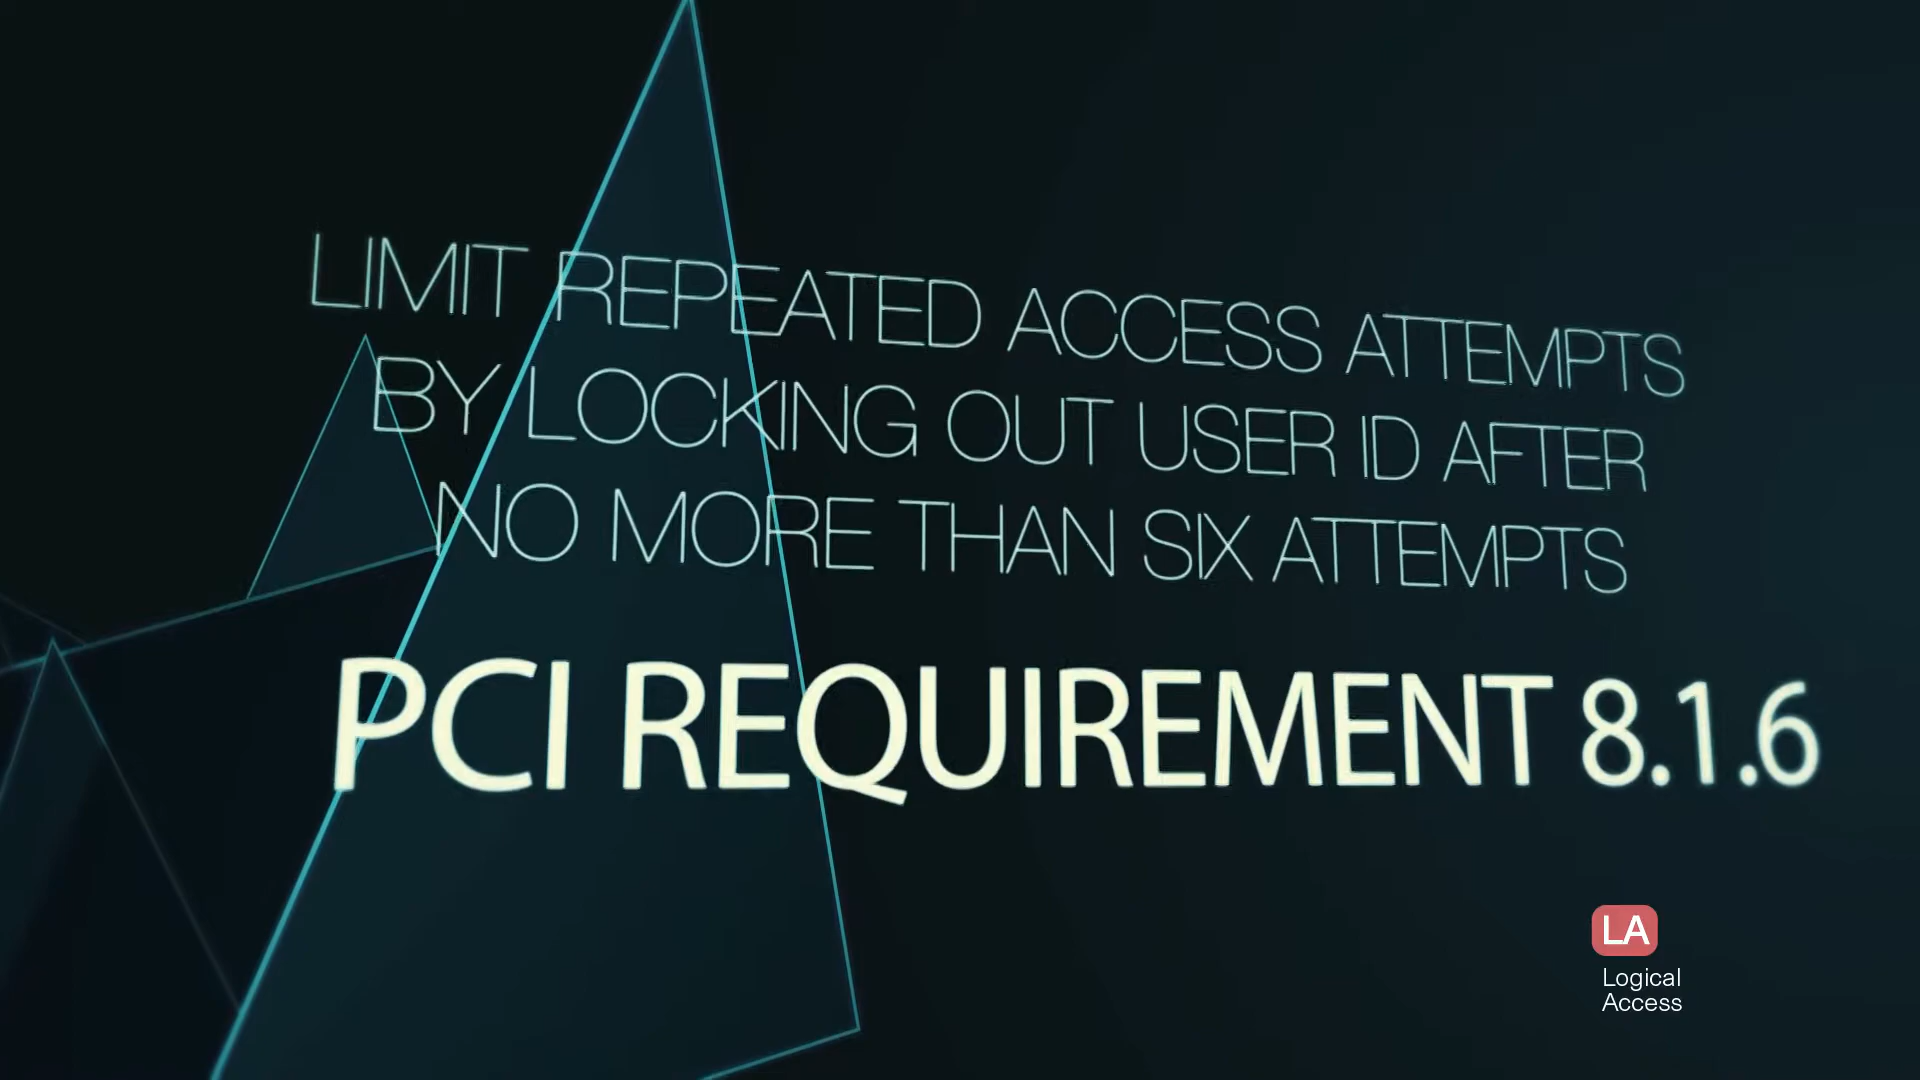 LIMIT REPEATED ACCESS ATTEMPTS
BY LOCKING OUT USER ID AFTER
NO MORE THAN SIX ATTEMPTS
PCI REQUIREMENT 8.1.6
LA
Logical
Access